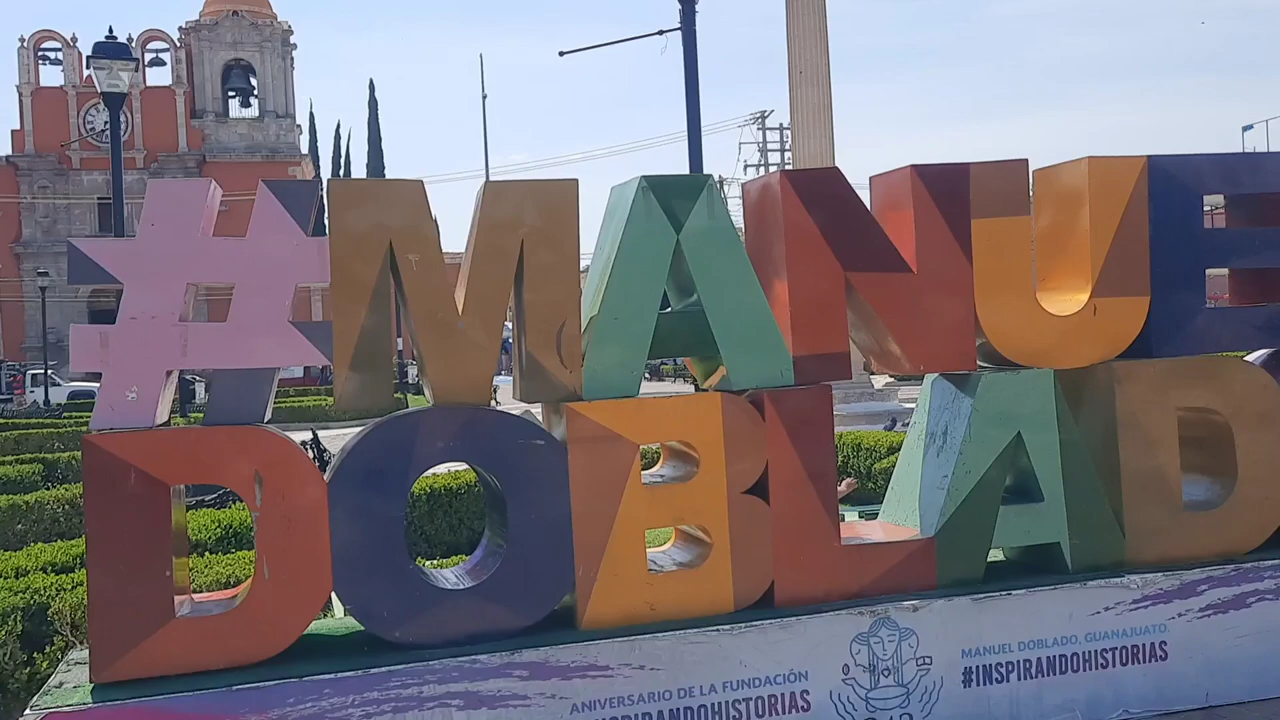 #MANUE
DOBLAD
ANIVERSARIO DE LA FUNDACIÓN
MANUEL DOBLADO, GUANAJUATO.
#INSPIRANDOHISTORIAS